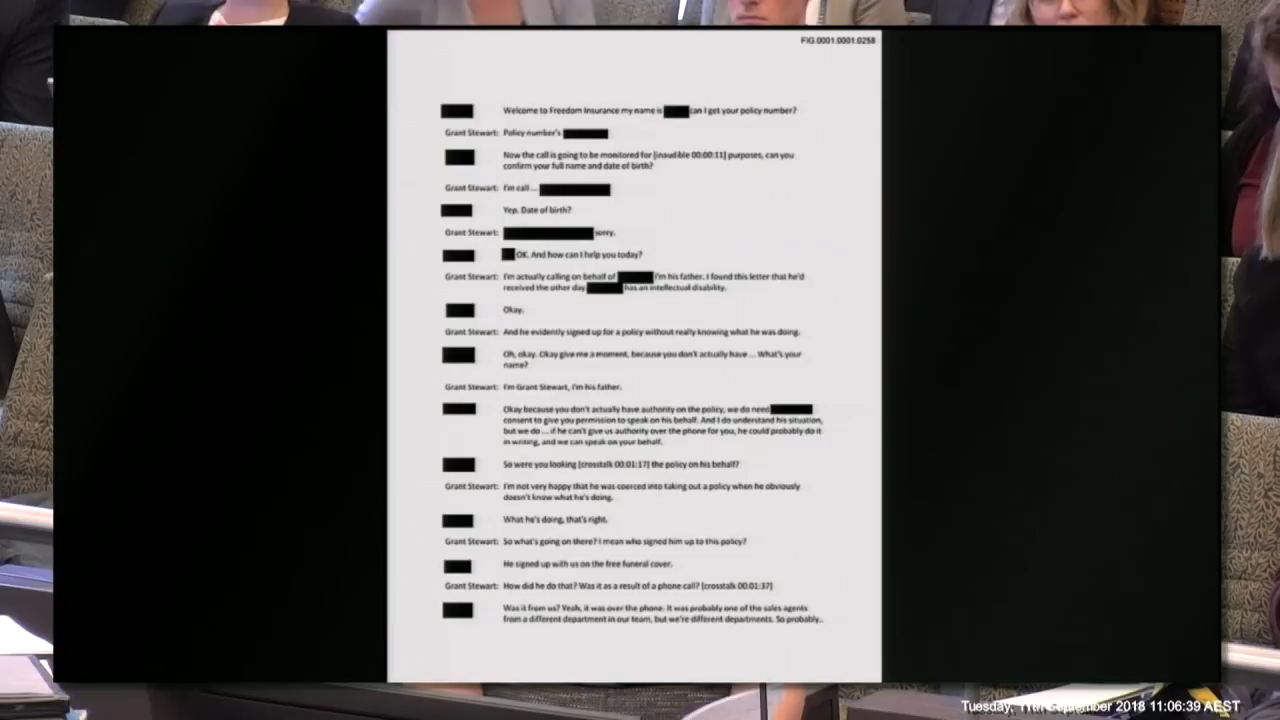 FIG.0001.0001.0258
Welcome to Freedom Insurance my name is can I get your policy number?
Grant Stewart: Policy number's
Now the call is going to be monitored for [inaudible 00:00:11] purposes, can you
confirm your full name and date of birth?
Grant Stewart: I'm call ...
Yep. Date of birth?
Grant Stewart: sorry.
OK. And how can I help you today?
Grant Stewart: I'm actually calling on behalf of I'm his father. I found this letter that he'd
received the other day. has an intellectual disability.
Okay.
Grant Stewart: And he evidently signed up for a policy without really knowing what he was doing.
Oh, okay. Okay give me a moment, because you don't actually have ... What's your
name?
Grant Stewart: I'm Grant Stewart, I'm his father.
Okay because you don't actually have authority on the policy, we do need
consent to give you permission to speak on his behalf. And I do understand his situation,
but we do ... if he can't give us authority over the phone for you, he could probably do it
in writing, and we can speak on your behalf.
So were you looking [crosstalk 00:01:17] the policy on his behalf?
Grant Stewart: I'm not very happy that he was coerced into taking out a policy when he obviously
doesn't know what he's doing.
What he's doing, that's right.
Grant Stewart: So what's going on there? I mean who signed him up to this policy?
He signed up with us on the free funeral cover.
Grant Stewart: How did he do that? Was it as a result of a phone call? [crosstalk 00:01:37]
Was it from us? Yeah, it was over the phone. It was probably one of the sales agents
from a different department in our team, but we're different departments. So probably..
Tuesday, 11th September 2018 11:06:39 AEST